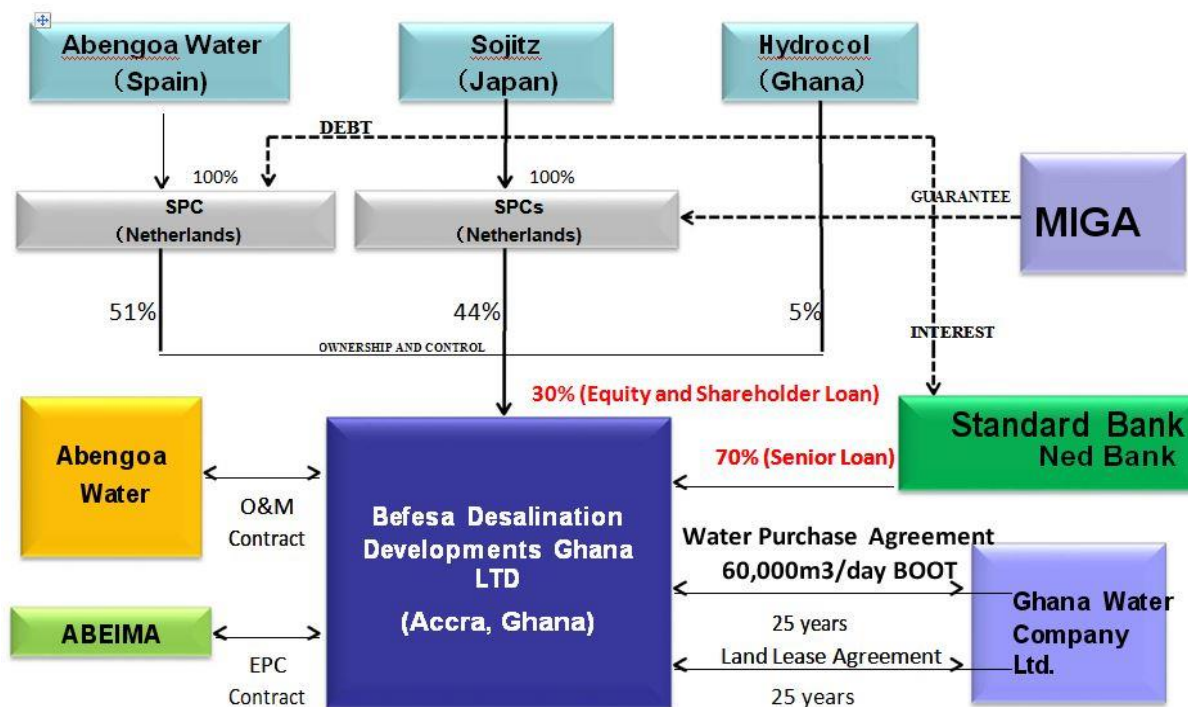 Abengoa Water
(Spain)
Sojitz
(Japan)
Hydrocol
(Ghana)
DEBT
100%
100%
SPC
(Netherlands)
SPCs
(Netherlands)
GUARANTEE
MIGA
51%
44%
5%
OWNERSHIP AND CONTROL
INTEREST
30% (Equity and Shareholder Loan)
Abengoa
Water
O&M
Contract
Befesa Desalination
Developments Ghana
LTD
(Accra, Ghana)
70% (Senior Loan)
Standard Bank
Ned Bank
Water Purchase Agreement
60,000m3/day BOOT
25 years
Land Lease Agreement
25 years
Ghana Water
Company
Ltd.
ABEIMA
EPC
Contract